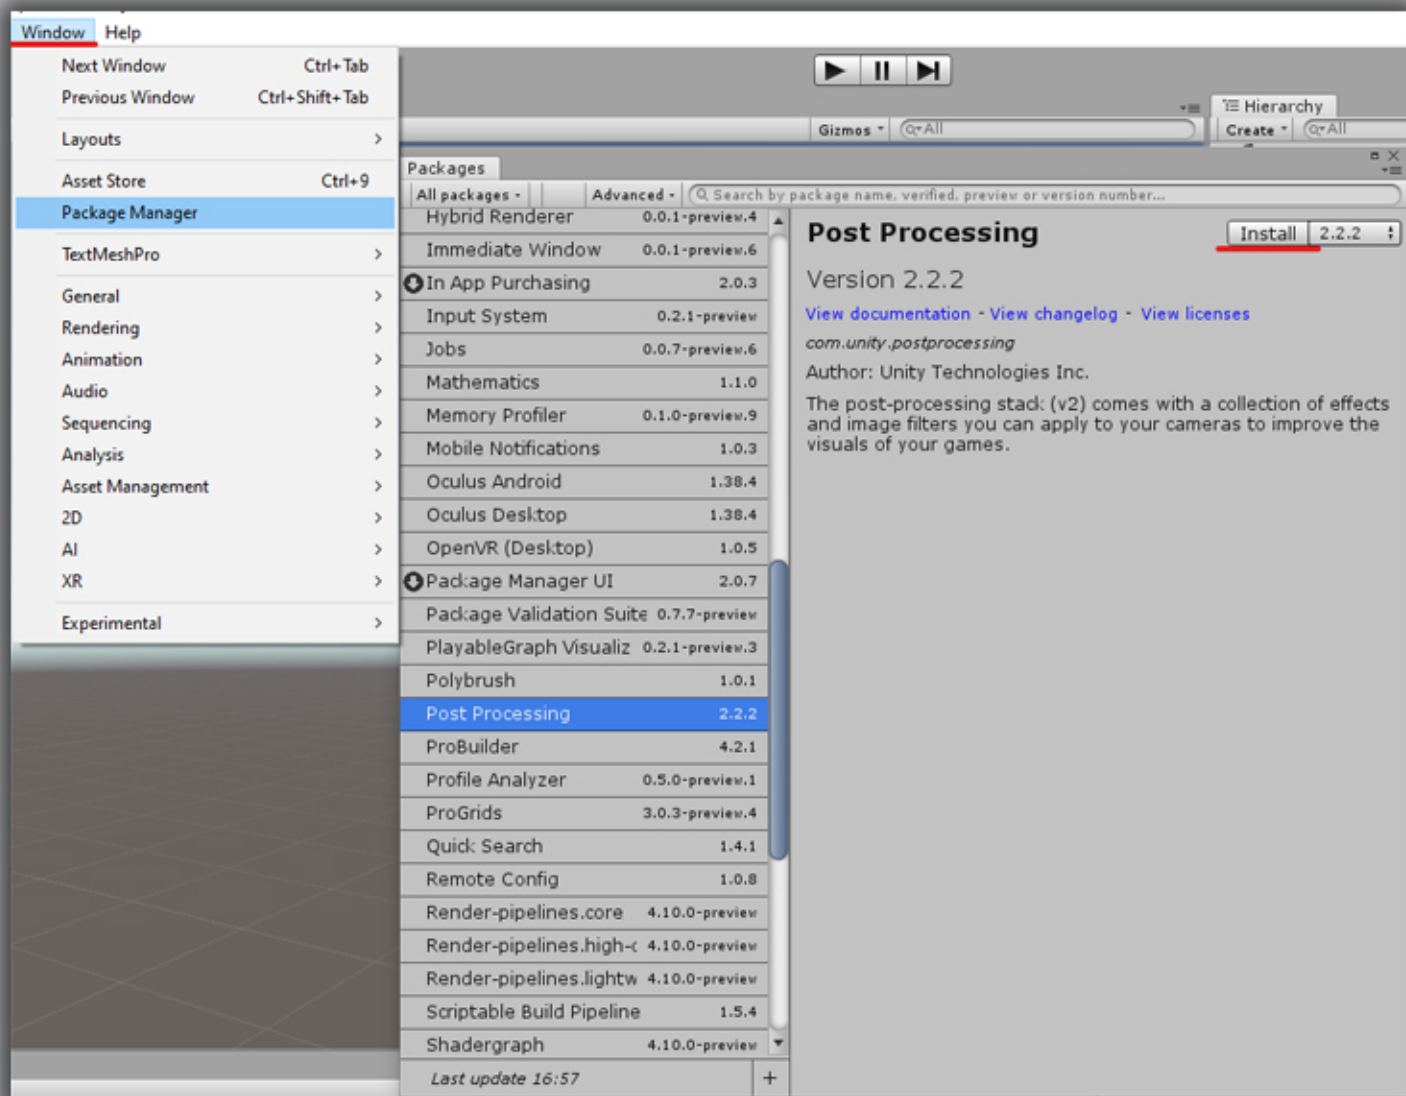 Window Help
Next Window Ctrl+Tab
Previous Window Ctrl+Shift+Tab
Layouts
Asset Store Ctrl+9
Package Manager
TextMeshPro
General
Rendering
Animation
Audio
Sequencing
Analysis
Asset Management
2D
AI
XR
Experimental
Gizmos All
Hierarchy
Create All
Packages
All packages Advanced Search by package name, verified, preview or version number...
Hybrid Renderer 0.0.1-preview.4
Immediate Window 0.0.1-preview.6
In App Purchasing 2.0.3
Input System 0.2.1-preview
Jobs 0.0.7-preview.6
Mathematics 1.1.0
Memory Profiler 0.1.0-preview.9
Mobile Notifications 1.0.3
Oculus Android 1.38.4
Oculus Desktop 1.38.4
OpenVR (Desktop) 1.0.5
Package Manager UI 2.0.7
Package Validation Suite 0.7.7-preview
PlayableGraph Visualiz 0.2.1-preview.3
Polybrush 1.0.1
Post Processing 2.2.2
ProBuilder 4.2.1
Profile Analyzer 0.5.0-preview.1
ProGrids 3.0.3-preview.4
Quick Search 1.4.1
Remote Config 1.0.8
Render-pipelines.core 4.10.0-preview
Render-pipelines.high- 4.10.0-preview
Render-pipelines.lightw 4.10.0-preview
Scriptable Build Pipeline 1.5.4
Shadergraph 4.10.0-preview
Last update 16:57 +
Post Processing Install 2.2.2
Version 2.2.2
View documentation - View changelog - View licenses
com.unity.postprocessing
Author: Unity Technologies Inc.
The post-processing stack (v2) comes with a collection of effects
and image filters you can apply to your cameras to improve the
visuals of your games.